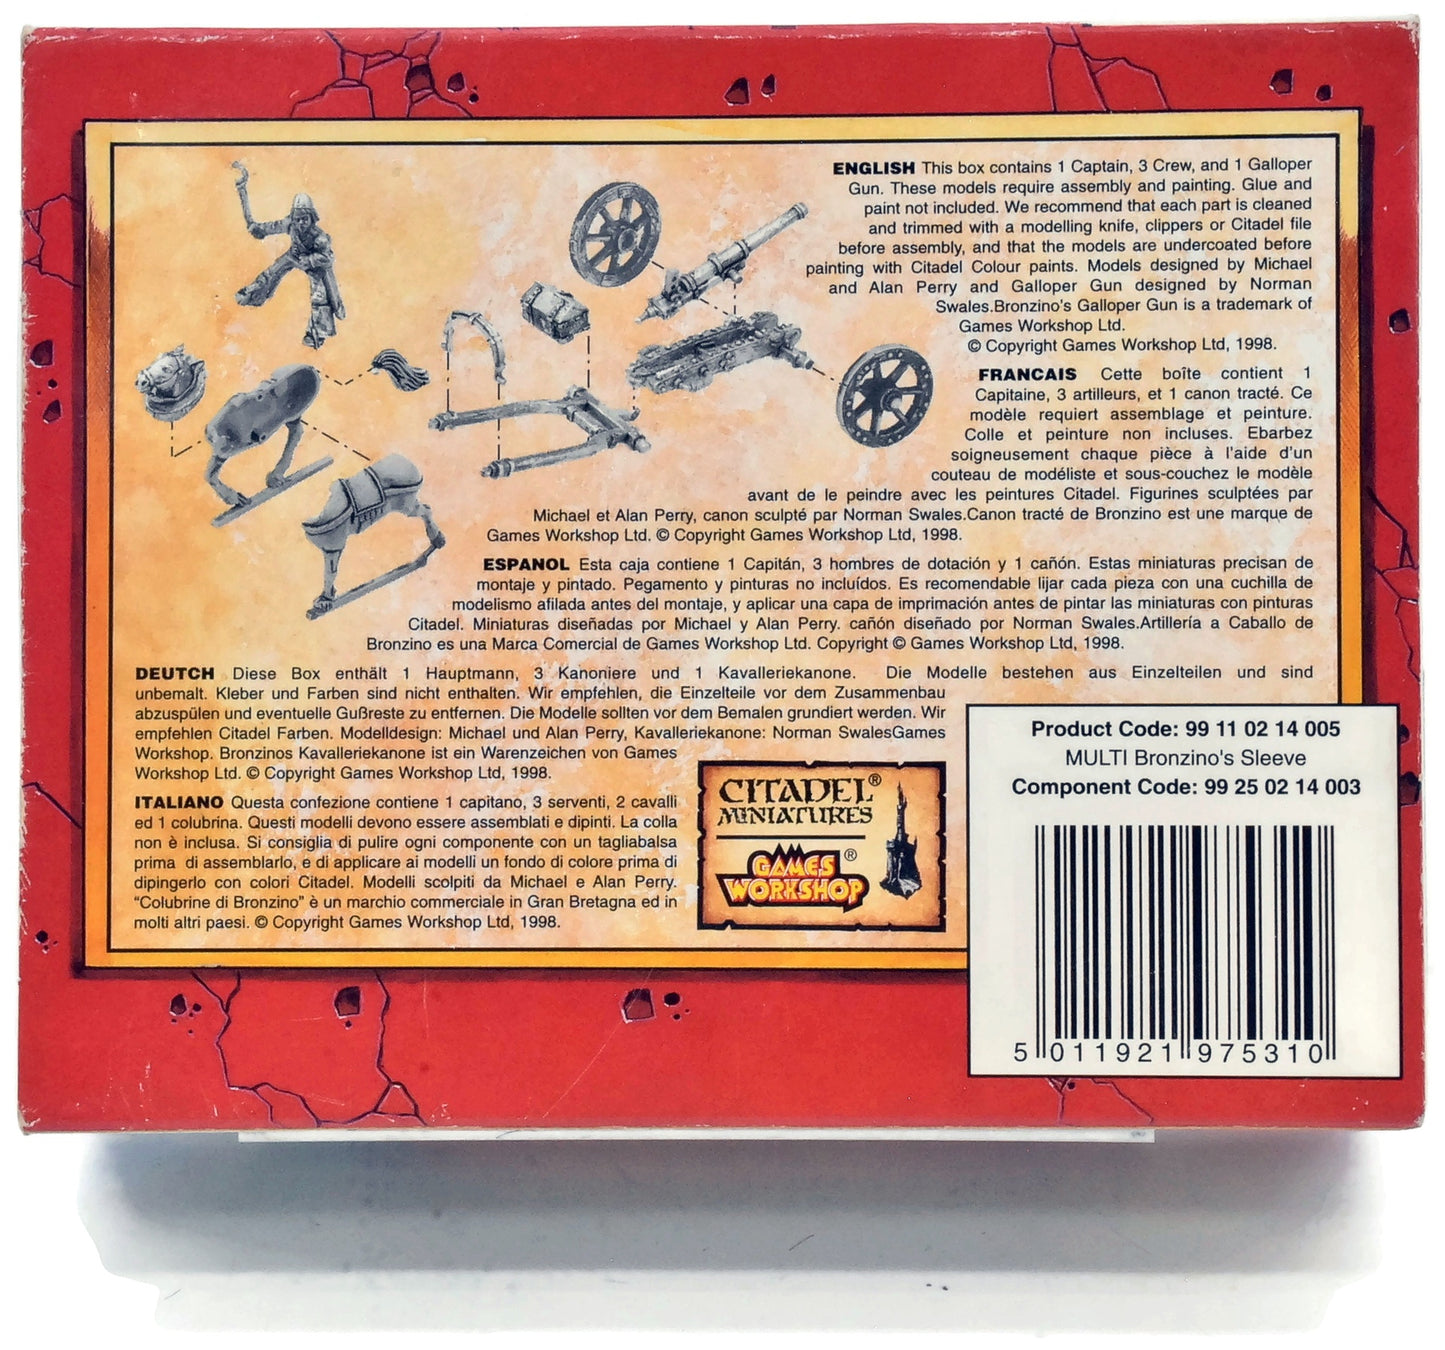 ENGLISH This box contains 1 Captain, 3 Crew, and 1 Galloper
Gun. These models require assembly and painting. Glue and
paint not included. We recommend that each part is cleaned
and trimmed with a modelling knife, clippers or Citadel file
before assembly, and that the models are undercoated before
painting with Citadel Colour paints. Models designed by Michael
and Alan Perry and Galloper Gun designed by Norman
Swales.Bronzino's Galloper Gun is a trademark of
Games Workshop Ltd.
© Copyright Games Workshop Ltd, 1998.
FRANCAIS Cette boîte contient 1
Capitaine, 3 artilleurs, et 1 canon tracté. Ce
modèle requiert assemblage et peinture.
Colle et peinture non incluses. Ebarbez
soigneusement chaque pièce à l'aide d'un
couteau de modéliste et sous-couchez le modèle
avant de le peindre avec les peintures Citadel. Figurines sculptées par
Michael et Alan Perry, canon sculpté par Norman Swales.Canon tracté de Bronzino est une marque de
Games Workshop Ltd. © Copyright Games Workshop Ltd, 1998.
ESPANOL Esta caja contiene 1 Capitán, 3 hombres de dotación y 1 cañón. Estas miniaturas precisan de
montaje y pintado. Pegamento y pinturas no incluídos. Es recomendable lijar cada pieza con una cuchilla de
modelismo afilada antes del montaje, y aplicar una capa de imprimación antes de pintar las miniaturas con pinturas
Citadel. Miniaturas diseñadas por Michael y Alan Perry. cañón diseñado por Norman Swales.Artillería a Caballo de
Bronzino es una Marca Comercial de Games Workshop Ltd. Copyright © Games Workshop Ltd, 1998.
DEUTCH Diese Box enthält 1 Hauptmann, 3 Kanoniere und 1 Kavalleriekanone. Die Modelle bestehen aus Einzelteilen und sind
unbemalt. Kleber und Farben sind nicht enthalten. Wir empfehlen, die Einzelteile vor dem Zusammenbau
abzuspülen und eventuelle Gußreste zu entfernen. Die Modelle sollten vor dem Bemalen grundiert werden. Wir
empfehlen Citadel Farben. Modelldesign: Michael und Alan Perry, Kavalleriekanone: Norman SwalesGames
Workshop. Bronzinos Kavalleriekanone ist ein Warenzeichen von Games
Workshop Ltd. © Copyright Games Workshop Ltd, 1998.
ITALIANO Questa confezione contiene 1 capitano, 3 serventi, 2 cavalli
ed 1 colubrina. Questi modelli devono essere assemblati e dipinti. La colla
non è inclusa. Si consiglia di pulire ogni componente con un tagliabalsa
prima di assemblarlo, e di applicare ai modelli un fondo di colore prima di
dipingerlo con colori Citadel. Modelli scolpiti da Michael e Alan Perry.
“Colubrine di Bronzino” è un marchio commerciale in Gran Bretagna ed in
molti altri paesi. © Copyright Games Workshop Ltd, 1998.
CITADEL®
MINIATURES
GAMES ®
WORKSHOP
Product Code: 99 11 02 14 005
MULTI Bronzino's Sleeve
Component Code: 99 25 02 14 003
5 011921 975310